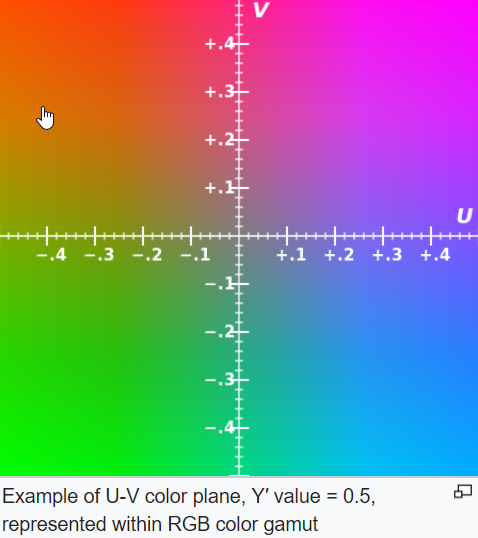 V
+.4
+.3
+.2
+.1
U
−.4 −.3 −.2 −.1 +.1 +.2 +.3 +.4
−.1
−.2
−.3
−.4
Example of U-V color plane, Y′ value = 0.5,
represented within RGB color gamut